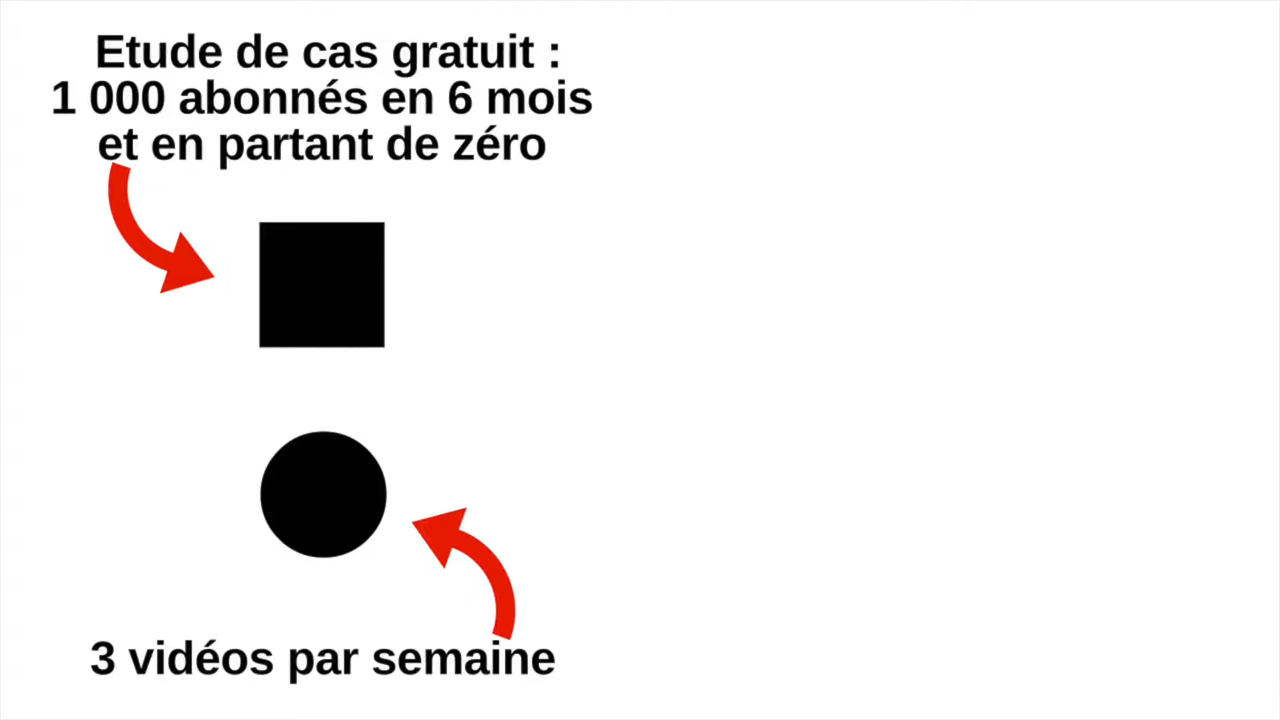 Etude de cas gratuit :
1 000 abonnés en 6 mois
et en partant de zéro
3 vidéos par semaine